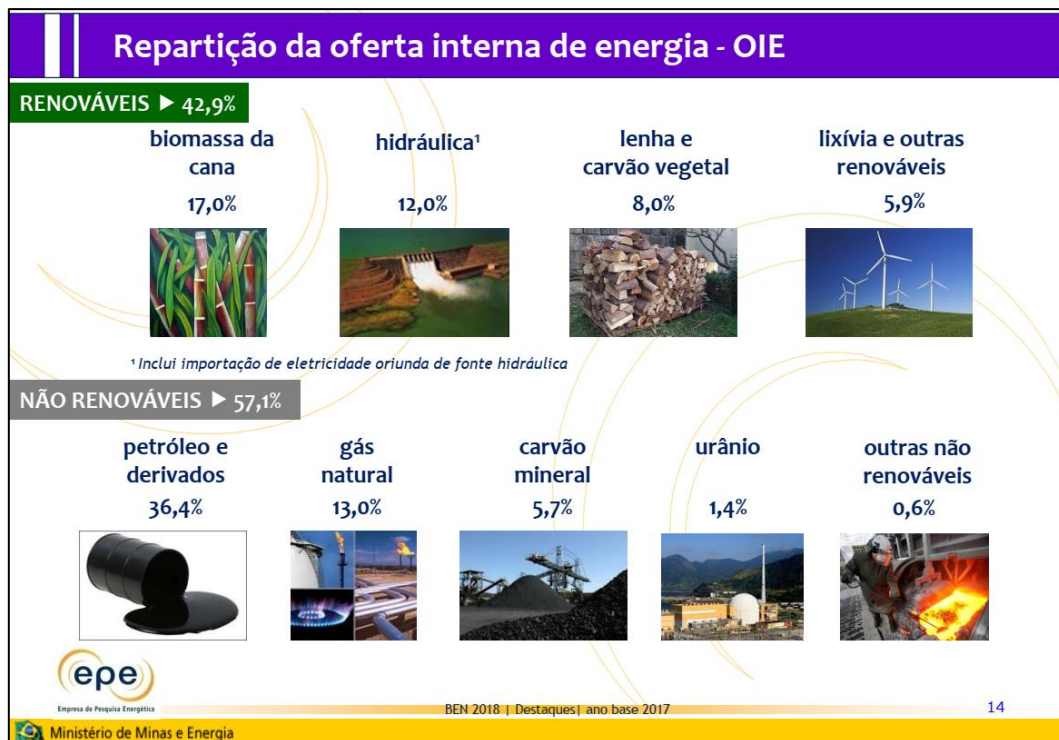 Repartição da oferta interna de energia - OIE
RENOVÁVEIS ▶ 42,9%
biomassa da
cana
17,0%
hidráulica¹
12,0%
lenha e
carvão vegetal
8,0%
lixívia e outras
renováveis
5,9%
¹ Inclui importação de eletricidade oriunda de fonte hidráulica
NÃO RENOVÁVEIS ▶ 57,1%
petróleo e
derivados
36,4%
gás
natural
13,0%
carvão
mineral
5,7%
urânio
1,4%
outras não
renováveis
0,6%
epe
Empresa de Pesquisa Energética
BEN 2018 | Destaques| ano base 2017
14
Ministério de Minas e Energia